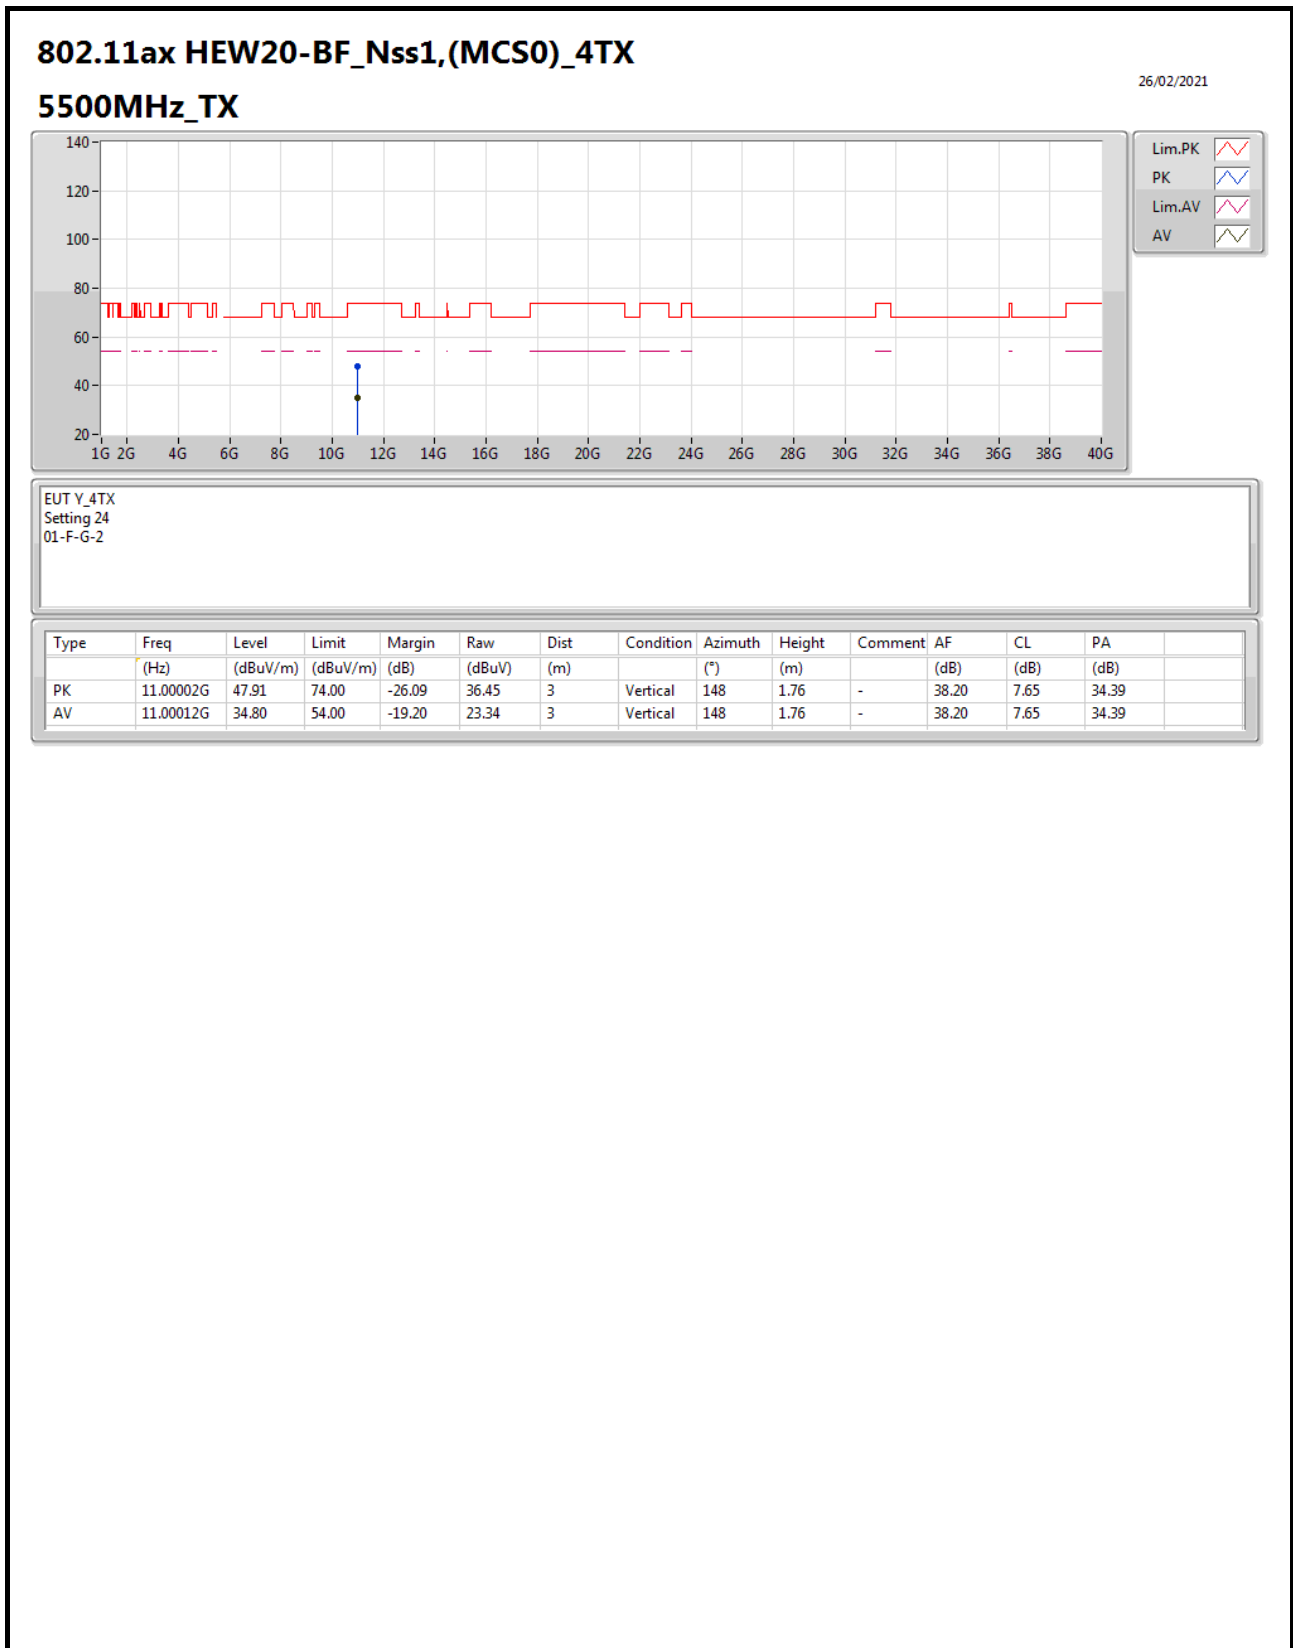 802.11ax HEW20-BF_Nss1,(MCS0)_4TX
26/02/2021
5500MHz_TX
140
120
100
80
60
40
20
1G 2G 4G 6G 8G 10G 12G 14G 16G 18G 20G 22G 24G 26G 28G 30G 32G 34G 36G 38G 40G
Lim.PK
PK
Lim.AV
AV
EUT Y_4TX
Setting 24
01-F-G-2
Type Freq Level Limit Margin Raw Dist Condition Azimuth Height Comment AF CL PA
(Hz) (dBuV/m) (dBuV/m) (dB) (dBuV) (m) (°) (m) (dB) (dB) (dB)
PK 11.00002G 47.91 74.00 -26.09 36.45 3 Vertical 148 1.76 - 38.20 7.65 34.39
AV 11.00012G 34.80 54.00 -19.20 23.34 3 Vertical 148 1.76 - 38.20 7.65 34.39